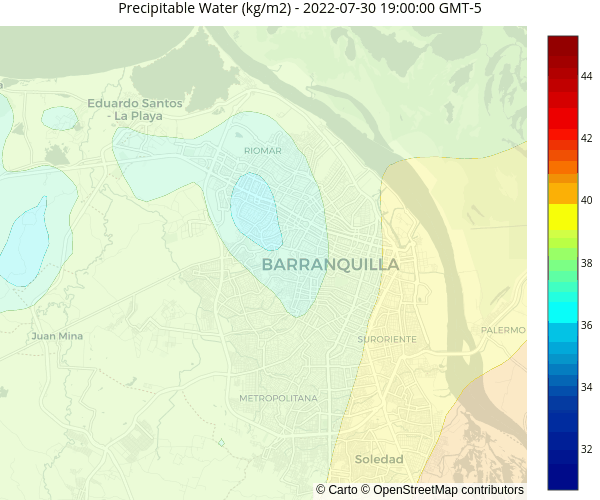 Precipitable Water (kg/m2) - 2022-07-30 19:00:00 GMT-5
Eduardo Santos
- La Playa
RIOMAR
BARRANQUILLA
Juan Mina
SURORIENTE
PALERMO
METROPOLITANA
Soledad
© Carto © OpenStreetMap contributors
44
42
40
38
36
34
32